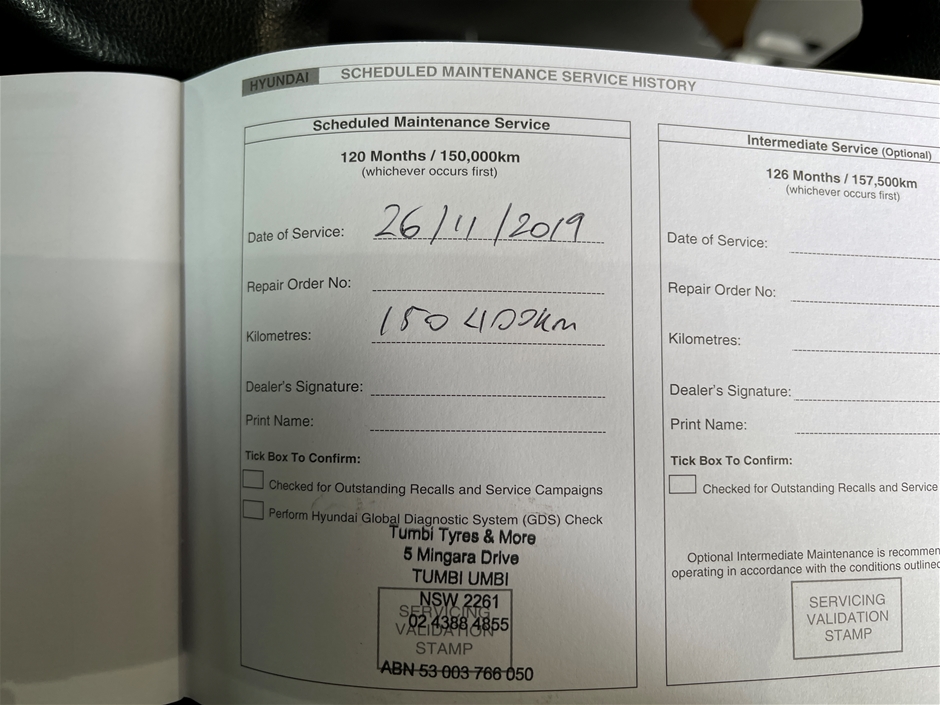 HYUNDAI SCHEDULED MAINTENANCE SERVICE HISTORY
Scheduled Maintenance Service
120 Months / 150,000km
(whichever occurs first)
Date of Service: 26/11/2019
Repair Order No:
Kilometres: 150 400km
Dealer's Signature:
Print Name:
Tick Box To Confirm:
Checked for Outstanding Recalls and Service Campaigns
Perform Hyundai Global Diagnostic System (GDS) Check
Tumbi Tyres & More
5 Mingara Drive
TUMBI UMBI
NSW 2261
SERVICING
02 4388 4855
VALIDATION
STAMP
ABN 53 003 766 050
Intermediate Service (Optional)
126 Months / 157,500km
(whichever occurs first)
Date of Service:
Repair Order No:
Kilometres:
Dealer's Signature:
Print Name:
Tick Box To Confirm:
Checked for Outstanding Recalls and Service
Optional Intermediate Maintenance is recommen
operating in accordance with the conditions outlined
SERVICING
VALIDATION
STAMP